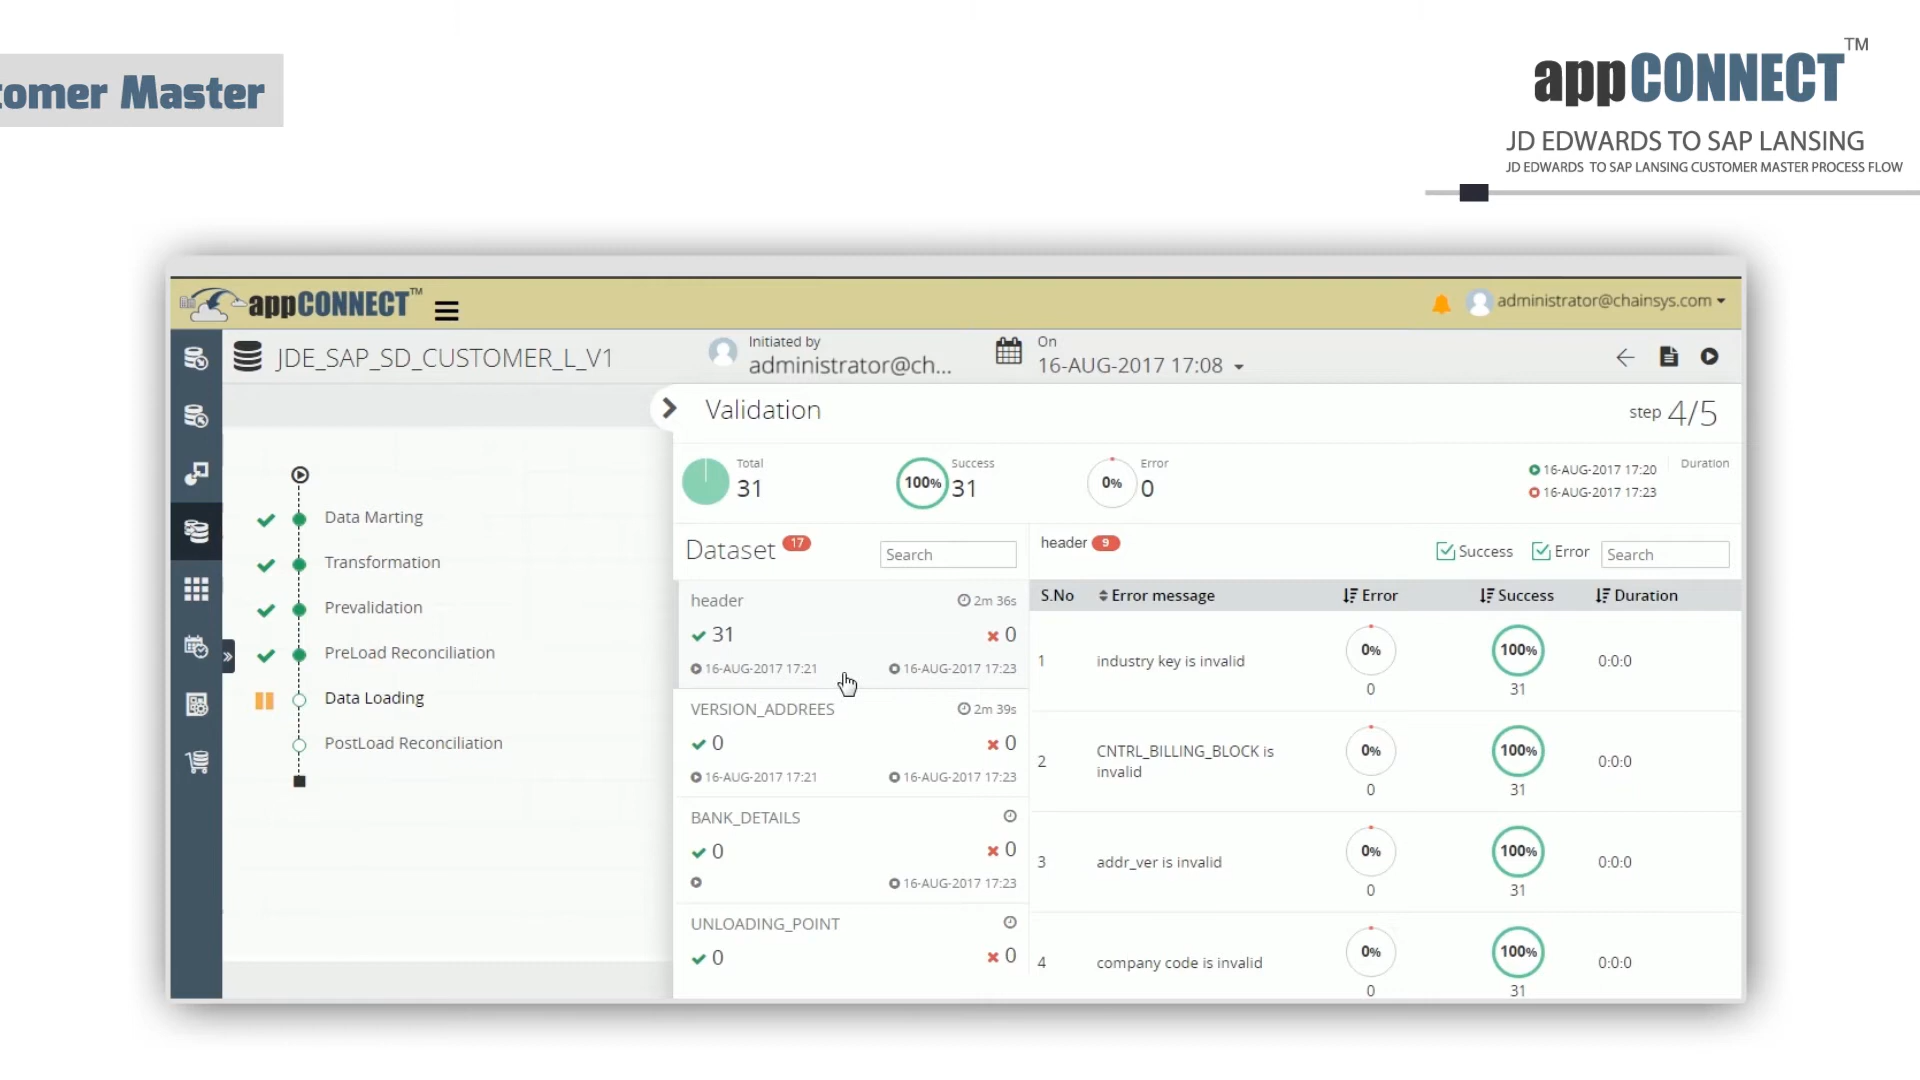 tomer Master
appCONNECT™
JD EDWARDS TO SAP LANSING
JD EDWARDS TO SAP LANSING CUSTOMER MASTER PROCESS FLOW
appCONNECT™
administrator@chainsys.com
JDE_SAP_SD_CUSTOMER_L_V1
Initiated by
administrator@ch...
On
16-AUG-2017 17:08
Validation
step 4/5
Total
31
Success
100% 31
Error
0% 0
16-AUG-2017 17:20
16-AUG-2017 17:23
Duration
Data Marting
Transformation
Prevalidation
PreLoad Reconciliation
Data Loading
PostLoad Reconciliation
Dataset 17
Search
header 2m 36s
31 0
16-AUG-2017 17:21 16-AUG-2017 17:23
VERSION_ADDREES 2m 39s
0 0
16-AUG-2017 17:21 16-AUG-2017 17:23
BANK_DETAILS
0 0
16-AUG-2017 17:23
UNLOADING_POINT
0 0
header 9
Success Error Search
S.No Error message Error Success Duration
1 industry key is invalid 0% 0 100% 31 0:0:0
2 CNTRL_BILLING_BLOCK is
invalid 0% 0 100% 31 0:0:0
3 addr_ver is invalid 0% 0 100% 31 0:0:0
4 company code is invalid 0% 0 100% 31 0:0:0